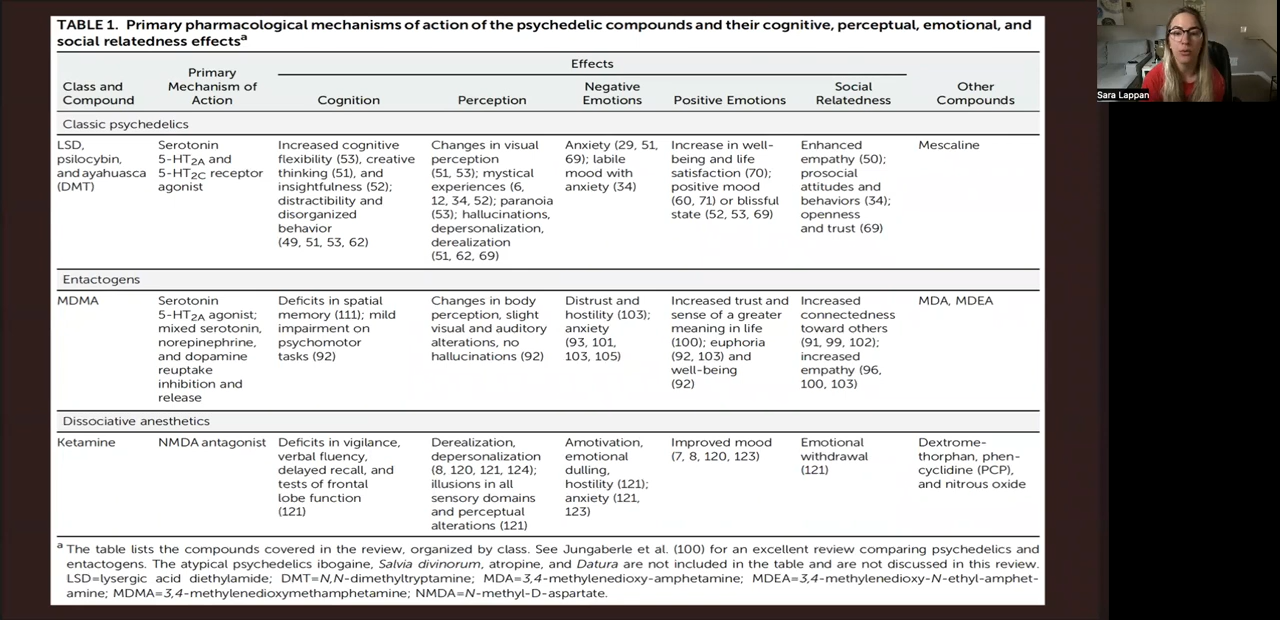 TABLE 1. Primary pharmacological mechanisms of action of the psychedelic compounds and their cognitive, perceptual, emotional, and
social relatedness effectsᵃ
Effects
Class and
Compound
Primary
Mechanism of
Action
Cognition
Perception
Negative
Emotions
Positive Emotions
Social
Relatedness
Other
Compounds
Classic psychedelics
LSD,
psilocybin,
and ayahuasca
(DMT)
Serotonin
5-HT2A and
5-HT2C receptor
agonist
Increased cognitive
flexibility (53), creative
thinking (51), and
insightfulness (52);
distractibility and
disorganized
behavior
(49, 51, 53, 62)
Changes in visual
perception
(51, 53); mystical
experiences (6,
12, 34, 52); paranoia
(53); hallucinations,
depersonalization,
derealization
(51, 62, 69)
Anxiety (29, 51,
69); labile
mood with
anxiety (34)
Increase in well-
being and life
satisfaction (70);
positive mood
(60, 71) or blissful
state (52, 53, 69)
Enhanced
empathy (50);
prosocial
attitudes and
behaviors (34);
openness
and trust (69)
Mescaline
Entactogens
MDMA
Serotonin
5-HT2A agonist;
mixed serotonin,
norepinephrine,
and dopamine
reuptake
inhibition and
release
Deficits in spatial
memory (111); mild
impairment on
psychomotor
tasks (92)
Changes in body
perception, slight
visual and auditory
alterations, no
hallucinations (92)
Distrust and
hostility (103);
anxiety
(93, 101,
103, 105)
Increased trust and
sense of a greater
meaning in life
(100); euphoria
(92, 103) and
well-being
(92)
Increased
connectedness
toward others
(91, 99, 102);
increased
empathy (96,
100, 103)
MDA, MDEA
Dissociative anesthetics
Ketamine
NMDA antagonist
Deficits in vigilance,
verbal fluency,
delayed recall, and
tests of frontal
lobe function
(121)
Derealization,
depersonalization
(8, 120, 121, 124);
illusions in all
sensory domains
and perceptual
alterations (121)
Amotivation,
emotional
dulling,
hostility (121);
anxiety (121,
123)
Improved mood
(7, 8, 120, 123)
Emotional
withdrawal
(121)
Dextrome-
thorphan, phen-
cyclidine (PCP),
and nitrous oxide
ᵃ The table lists the compounds covered in the review, organized by class. See Jungaberle et al. (100) for an excellent review comparing psychedelics and
entactogens. The atypical psychedelics ibogaine, Salvia divinorum, atropine, and Datura are not included in the table and are not discussed in this review.
LSD=lysergic acid diethylamide; DMT=N,N-dimethyltryptamine; MDA=3,4-methylenedioxy-amphetamine; MDEA=3,4-methylenedioxy-N-ethyl-amphet-
amine; MDMA=3,4-methylenedioxymethamphetamine; NMDA=N-methyl-D-aspartate.
Sara Lappan